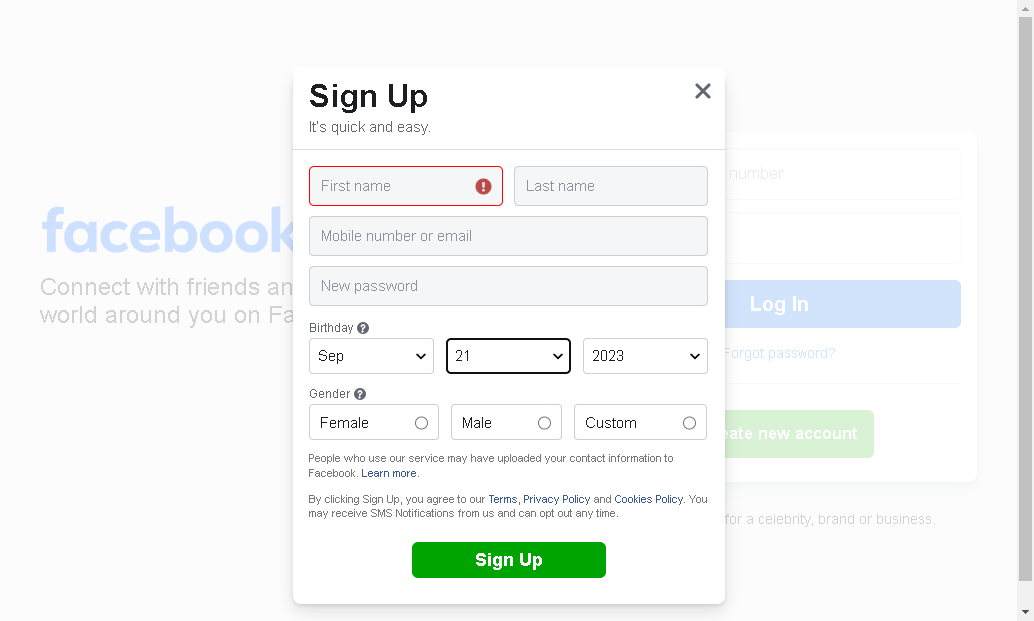 Sign Up
It's quick and easy.
First name
Last name
Mobile number or email
New password
Birthday
Sep
21
2023
Gender
Female
Male
Custom
People who use our service may have uploaded your contact information to
Facebook. Learn more.
By clicking Sign Up, you agree to our Terms, Privacy Policy and Cookies Policy. You
may receive SMS Notifications from us and can opt out any time.
Sign Up
facebook
Connect with friends an
world around you on Fa
number
Log In
Forgot password?
eate new account
for a celebrity, brand or business.